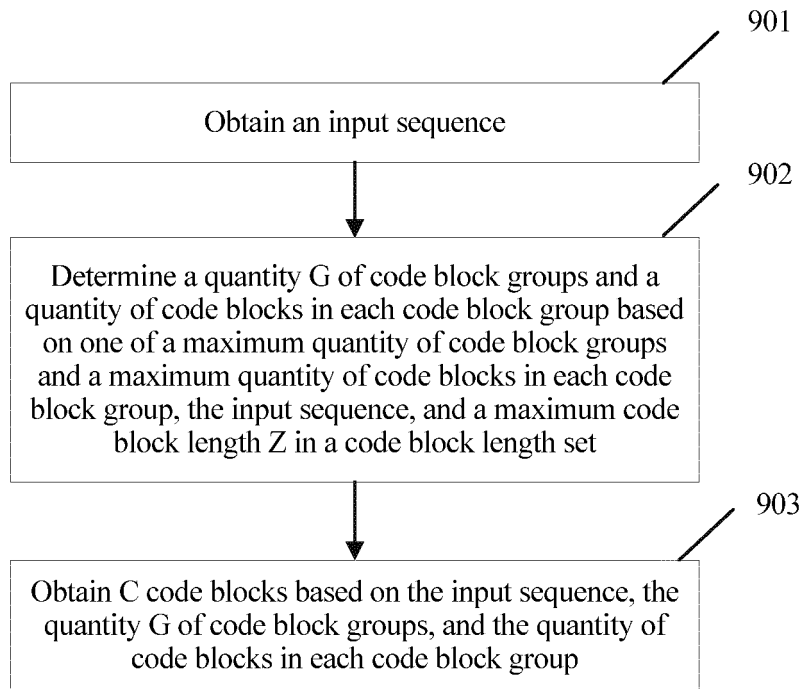 901
Obtain an input sequence
902
Determine a quantity G of code block groups and a
quantity of code blocks in each code block group based
on one of a maximum quantity of code block groups
and a maximum quantity of code blocks in each code
block group, the input sequence, and a maximum code
block length Z in a code block length set
903
Obtain C code blocks based on the input sequence, the
quantity G of code block groups, and the quantity of
code blocks in each code block group